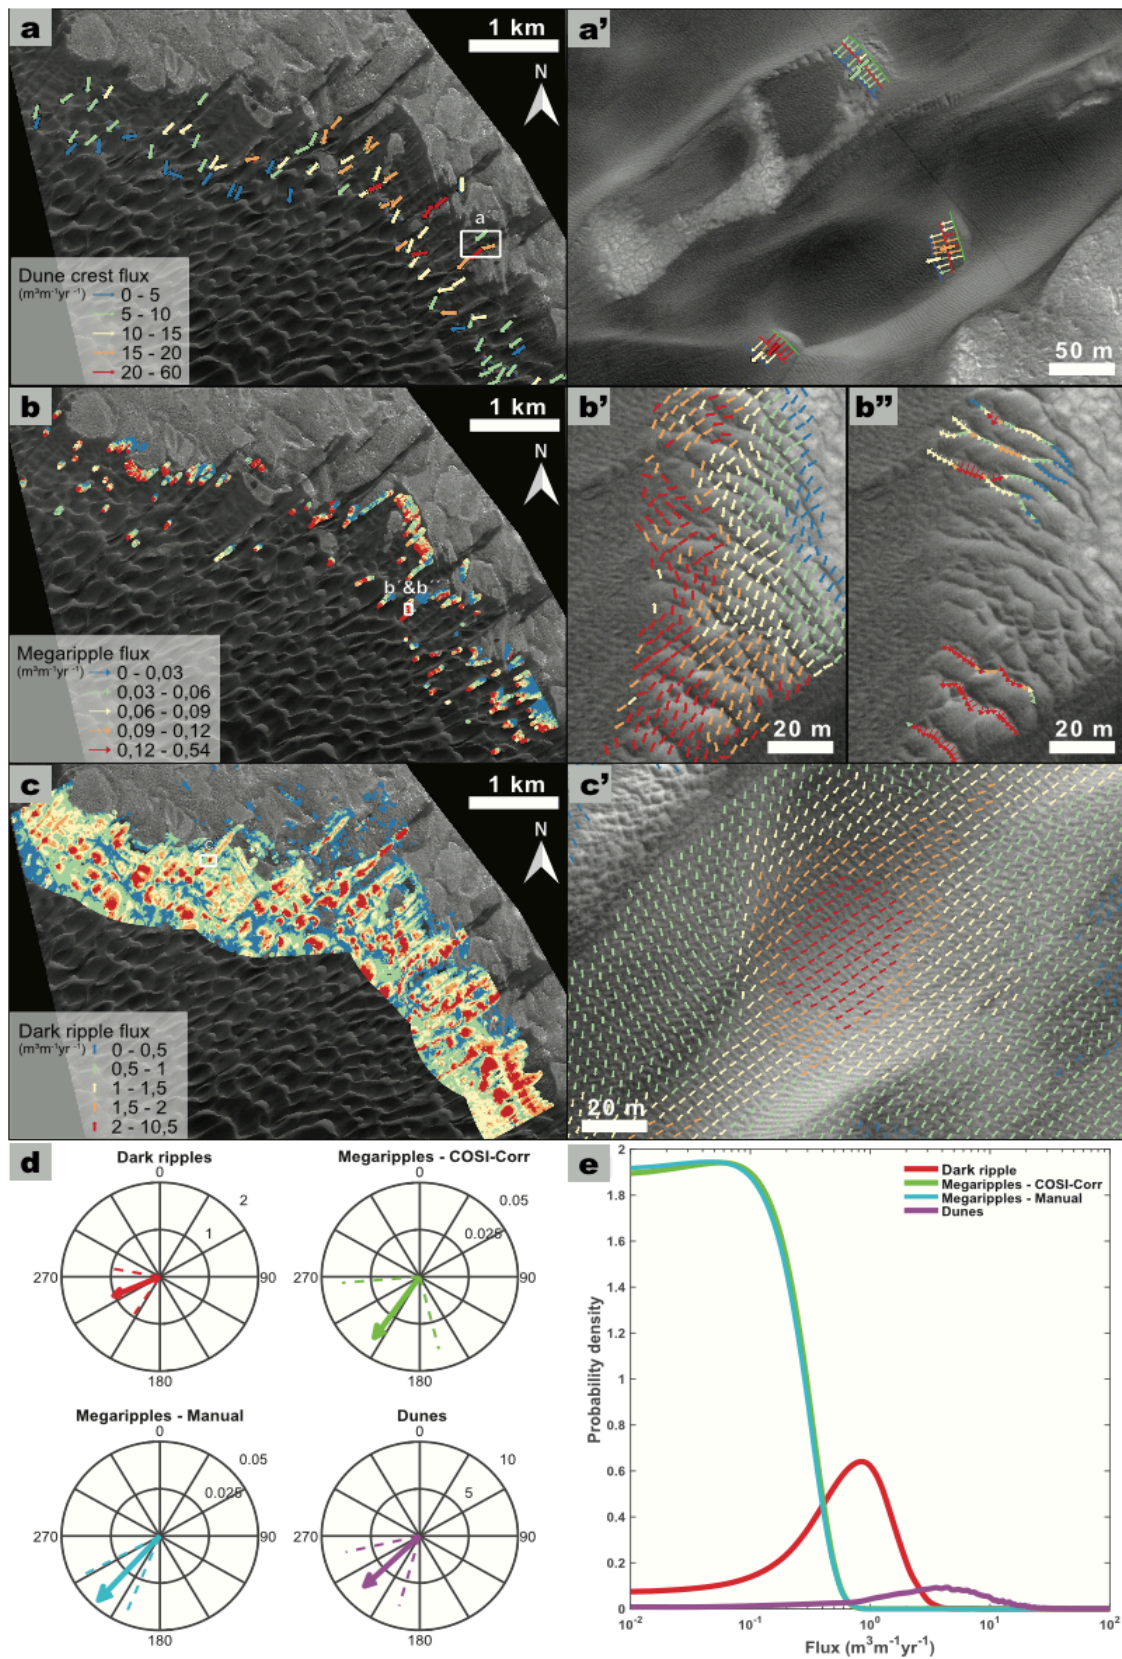 a
1 km
N
a
Dune crest flux
(m³m⁻¹yr⁻¹)
0 - 5
5 - 10
10 - 15
15 - 20
20 - 60
a'
50 m
b
1 km
N
b' &b''
Megaripple flux
(m³m⁻¹yr⁻¹)
0 - 0,03
0,03 - 0,06
0,06 - 0,09
0,09 - 0,12
0,12 - 0,54
b'
20 m
b''
20 m
c
1 km
N
c
Dark ripple flux
(m³m⁻¹yr⁻¹)
0 - 0,5
0,5 - 1
1 - 1,5
1,5 - 2
2 - 10,5
c'
20 m
d
Dark ripples
0
2
1
270
90
180
Megaripples - COSI-Corr
0
0.05
0.025
270
90
180
Megaripples - Manual
0
0.05
0.025
270
90
180
Dunes
0
10
5
270
90
180
e
2
1.8
1.6
1.4
1.2
1
0.8
0.6
0.4
0.2
0
Probability density
Dark ripple
Megaripples - COSI-Corr
Megaripples - Manual
Dunes
10⁻² 10⁻¹ 10⁰ 10¹ 10²
Flux (m³m⁻¹yr⁻¹)